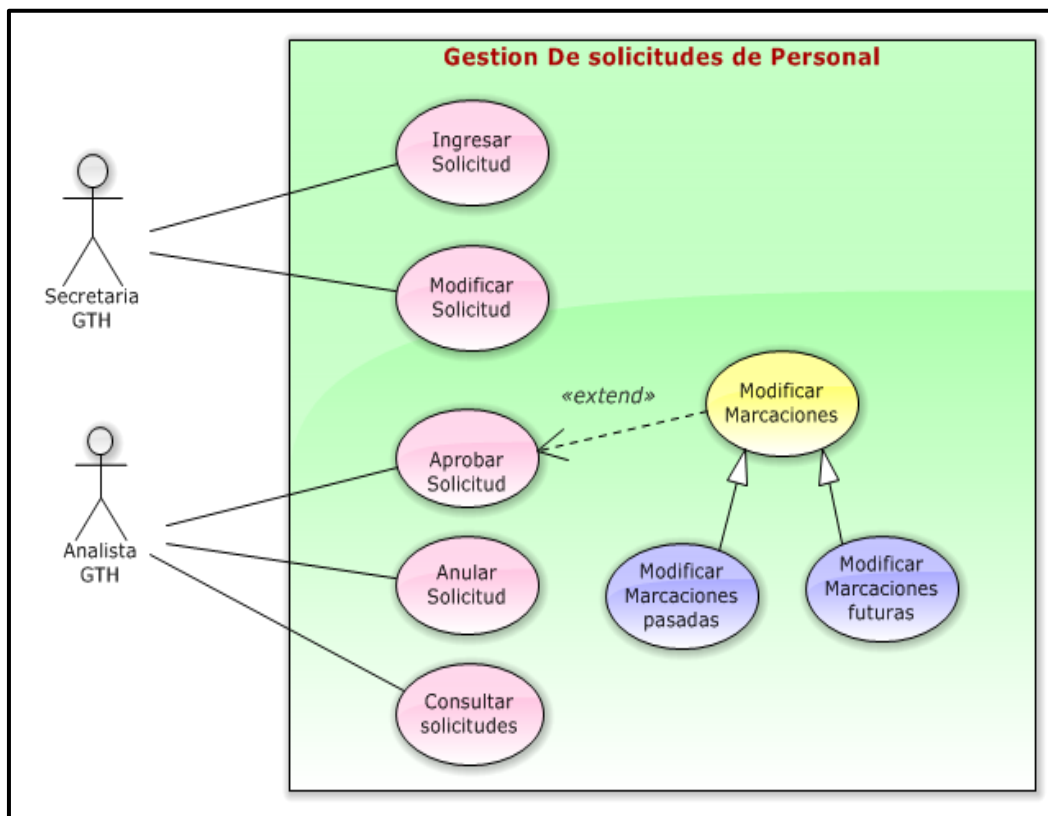 Gestion De solicitudes de Personal
Ingresar
Solicitud
Secretaria
GTH
Modificar
Solicitud
«extend»
Modificar
Marcaciones
Aprobar
Solicitud
Analista
GTH
Anular
Solicitud
Modificar
Marcaciones
pasadas
Modificar
Marcaciones
futuras
Consultar
solicitudes